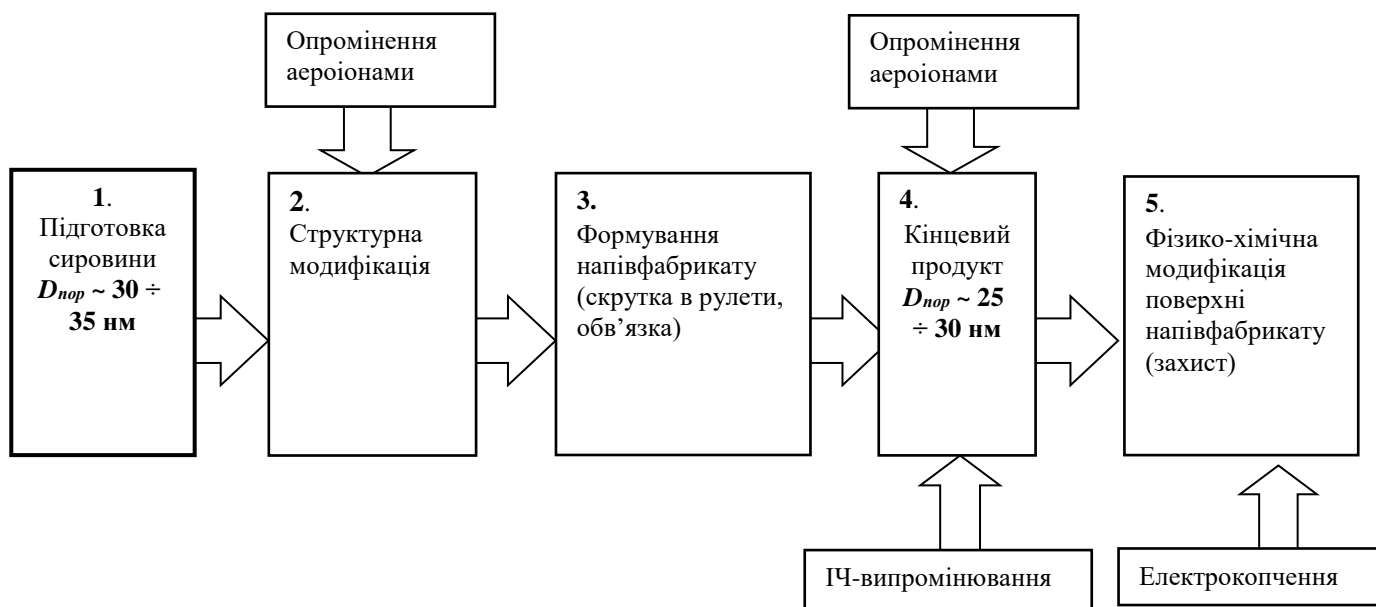 Опромінення
аероіонами
Опромінення
аероіонами
1.
Підготовка
сировини
Dпор ~ 30 ÷
35 нм
2.
Структурна
модифікація
3.
Формування
напівфабрикату
(скрутка в рулети,
обв’язка)
4.
Кінцевий
продукт
Dпор ~ 25
÷ 30 нм
5.
Фізико-хімічна
модифікація
поверхні
напівфабрикату
(захист)
ІЧ-випромінювання
Електрокопчення